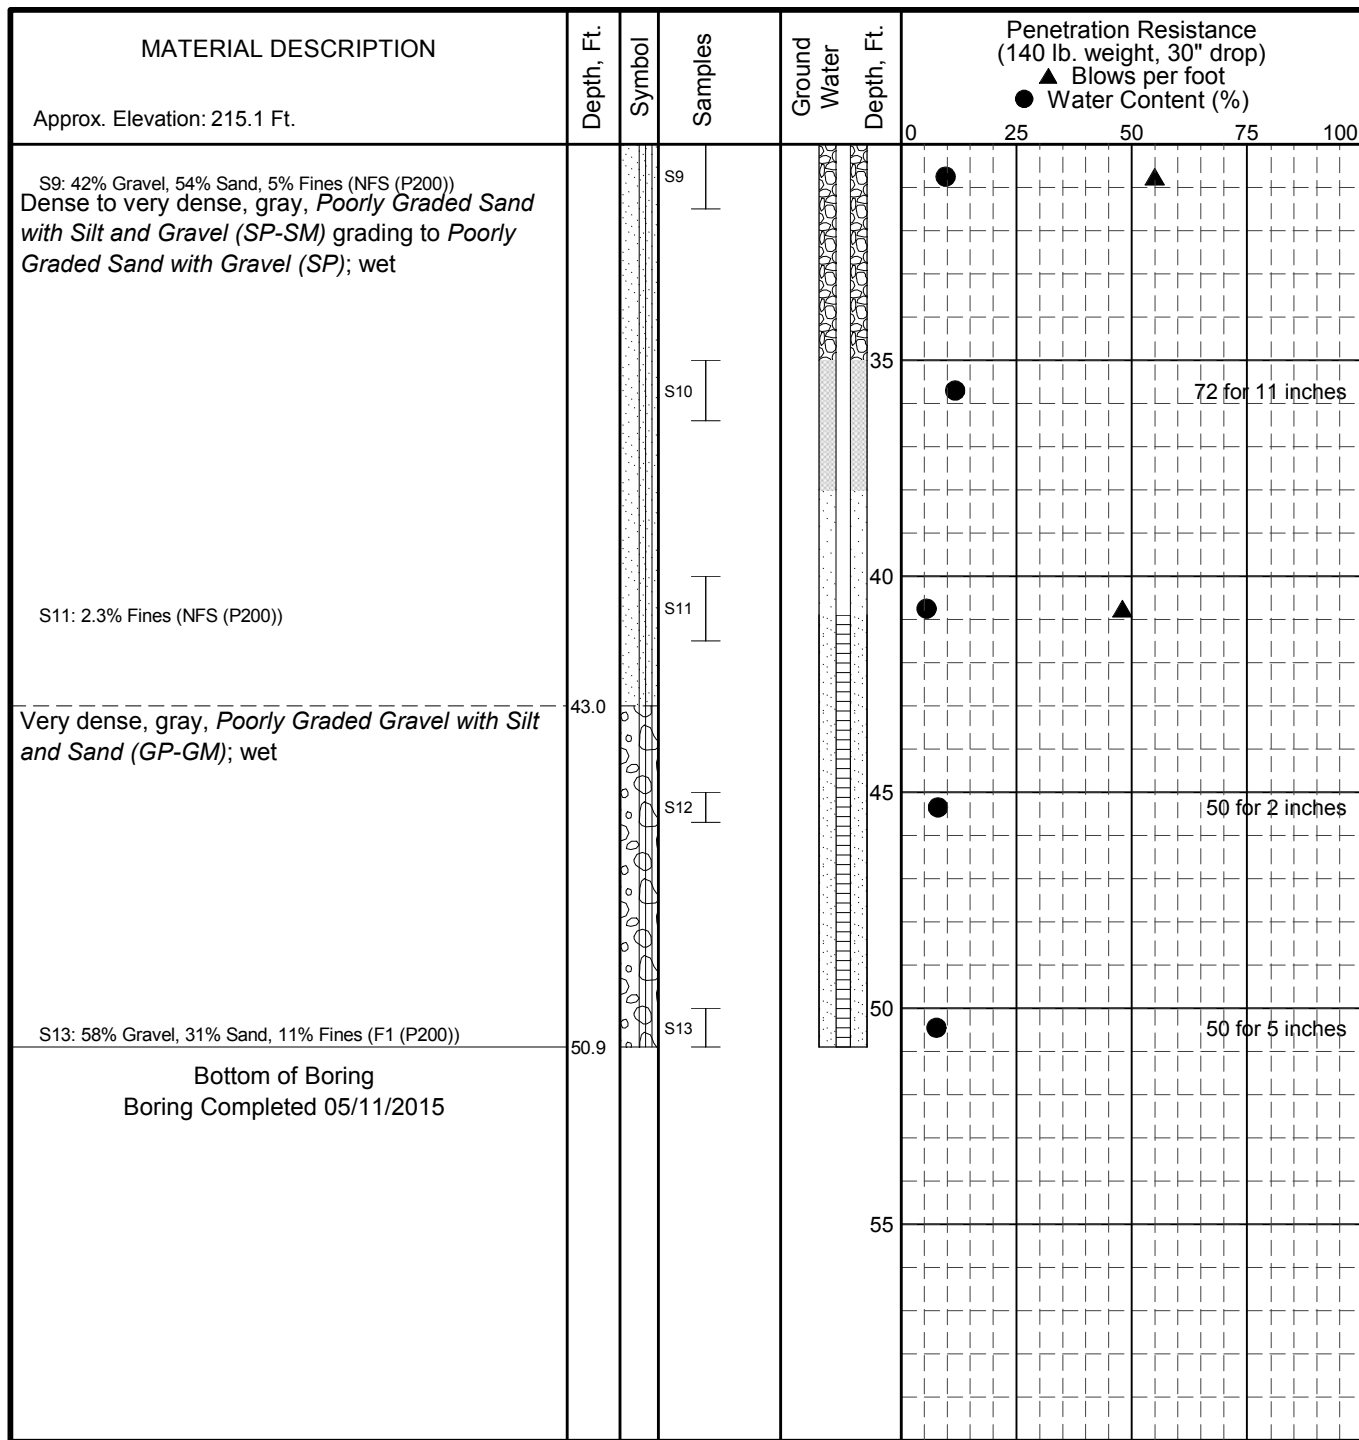 MATERIAL DESCRIPTION
Approx. Elevation: 215.1 Ft.
Depth, Ft.
Symbol
Samples
Ground
Water
Depth, Ft.
Penetration Resistance
(140 lb. weight, 30" drop)
▲ Blows per foot
● Water Content (%)
0 25 50 75 100
S9: 42% Gravel, 54% Sand, 5% Fines (NFS (P200))
Dense to very dense, gray, Poorly Graded Sand
with Silt and Gravel (SP-SM) grading to Poorly
Graded Sand with Gravel (SP); wet
S9
35
S10
72 for 11 inches
40
S11: 2.3% Fines (NFS (P200))
S11
43.0
Very dense, gray, Poorly Graded Gravel with Silt
and Sand (GP-GM); wet
45
S12
50 for 2 inches
50
S13: 58% Gravel, 31% Sand, 11% Fines (F1 (P200))
S13
50 for 5 inches
50.9
Bottom of Boring
Boring Completed 05/11/2015
55